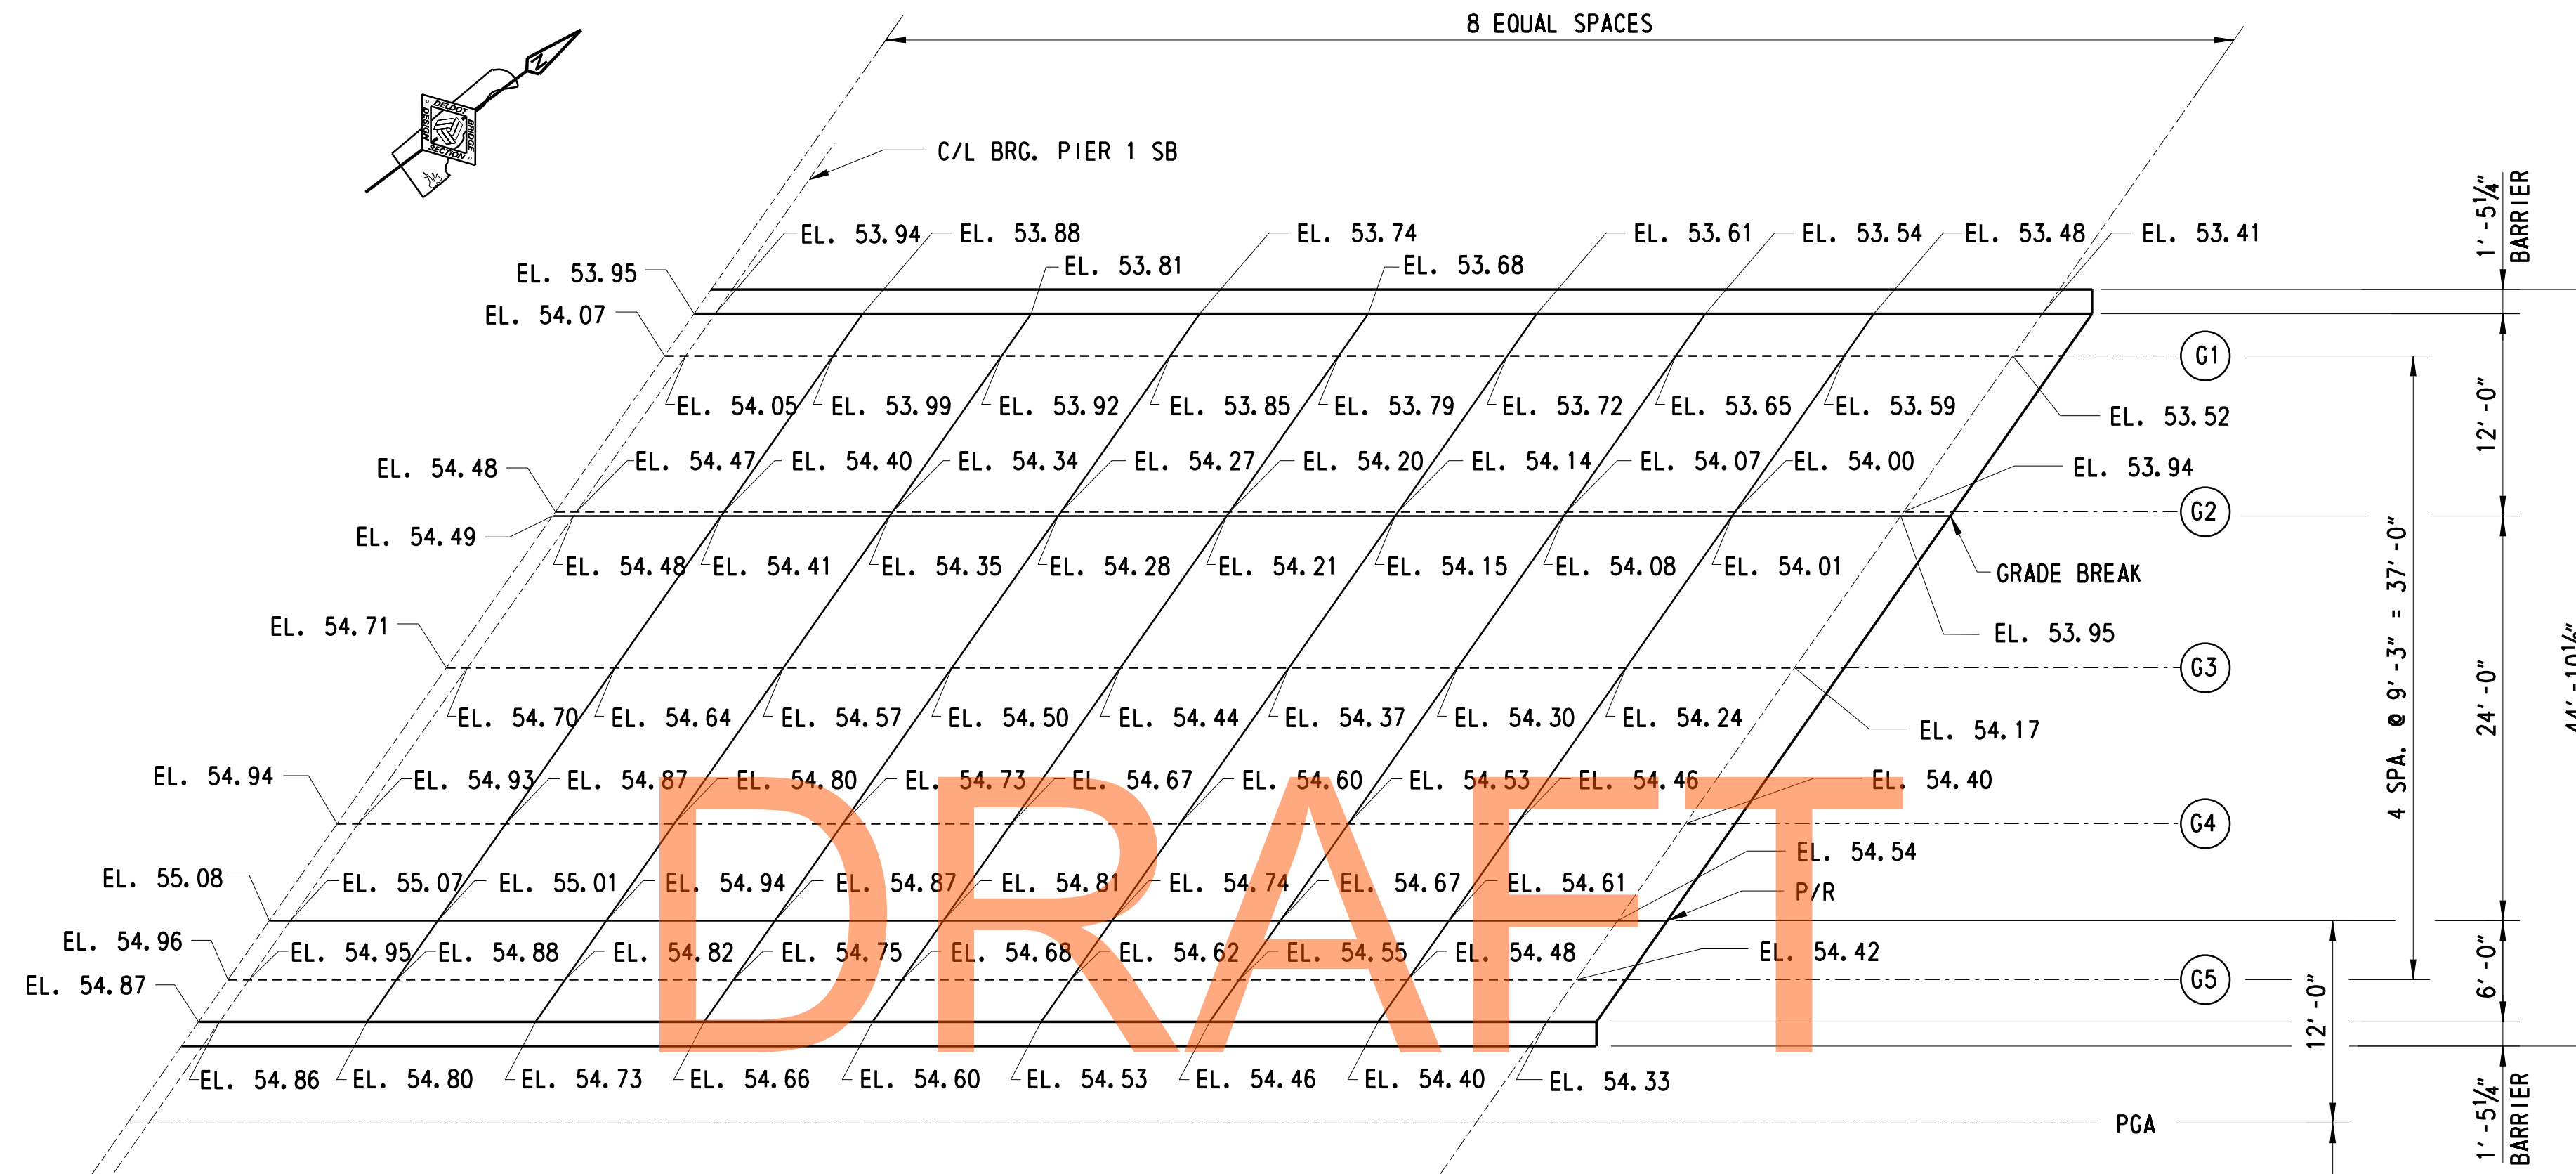 8 EQUAL SPACES
N
DELDOT
BRIDGE
DESIGN
SECTION
C/L BRG. PIER 1 SB
1'-5¼"
BARRIER
EL. 53.94
EL. 53.88
EL. 53.74
EL. 53.61
EL. 53.54
EL. 53.48
EL. 53.41
EL. 53.95
EL. 53.81
EL. 53.68
EL. 54.07
G1
EL. 54.05
EL. 53.99
EL. 53.92
EL. 53.85
EL. 53.79
EL. 53.72
EL. 53.65
EL. 53.59
EL. 53.52
12'-0"
EL. 54.48
EL. 54.47
EL. 54.40
EL. 54.34
EL. 54.27
EL. 54.20
EL. 54.14
EL. 54.07
EL. 54.00
EL. 53.94
G2
EL. 54.49
EL. 54.48
EL. 54.41
EL. 54.35
EL. 54.28
EL. 54.21
EL. 54.15
EL. 54.08
EL. 54.01
GRADE BREAK
EL. 53.95
4 SPA. @ 9'-3" = 37'-0"
EL. 54.71
G3
24'-0"
44'-10½"
EL. 54.70
EL. 54.64
EL. 54.57
EL. 54.50
EL. 54.44
EL. 54.37
EL. 54.30
EL. 54.24
EL. 54.17
EL. 54.94
EL. 54.93
EL. 54.87
EL. 54.80
EL. 54.73
EL. 54.67
EL. 54.60
EL. 54.53
EL. 54.46
EL. 54.40
G4
DRAFT
EL. 54.54
EL. 55.08
EL. 55.07
EL. 55.01
EL. 54.94
EL. 54.87
EL. 54.81
EL. 54.74
EL. 54.67
EL. 54.61
P/R
EL. 54.96
EL. 54.95
EL. 54.88
EL. 54.82
EL. 54.75
EL. 54.68
EL. 54.62
EL. 54.55
EL. 54.48
EL. 54.42
G5
6'-0"
12'-0"
EL. 54.87
EL. 54.86
EL. 54.80
EL. 54.73
EL. 54.66
EL. 54.60
EL. 54.53
EL. 54.46
EL. 54.40
EL. 54.33
PGA
1'-5¼"
BARRIER